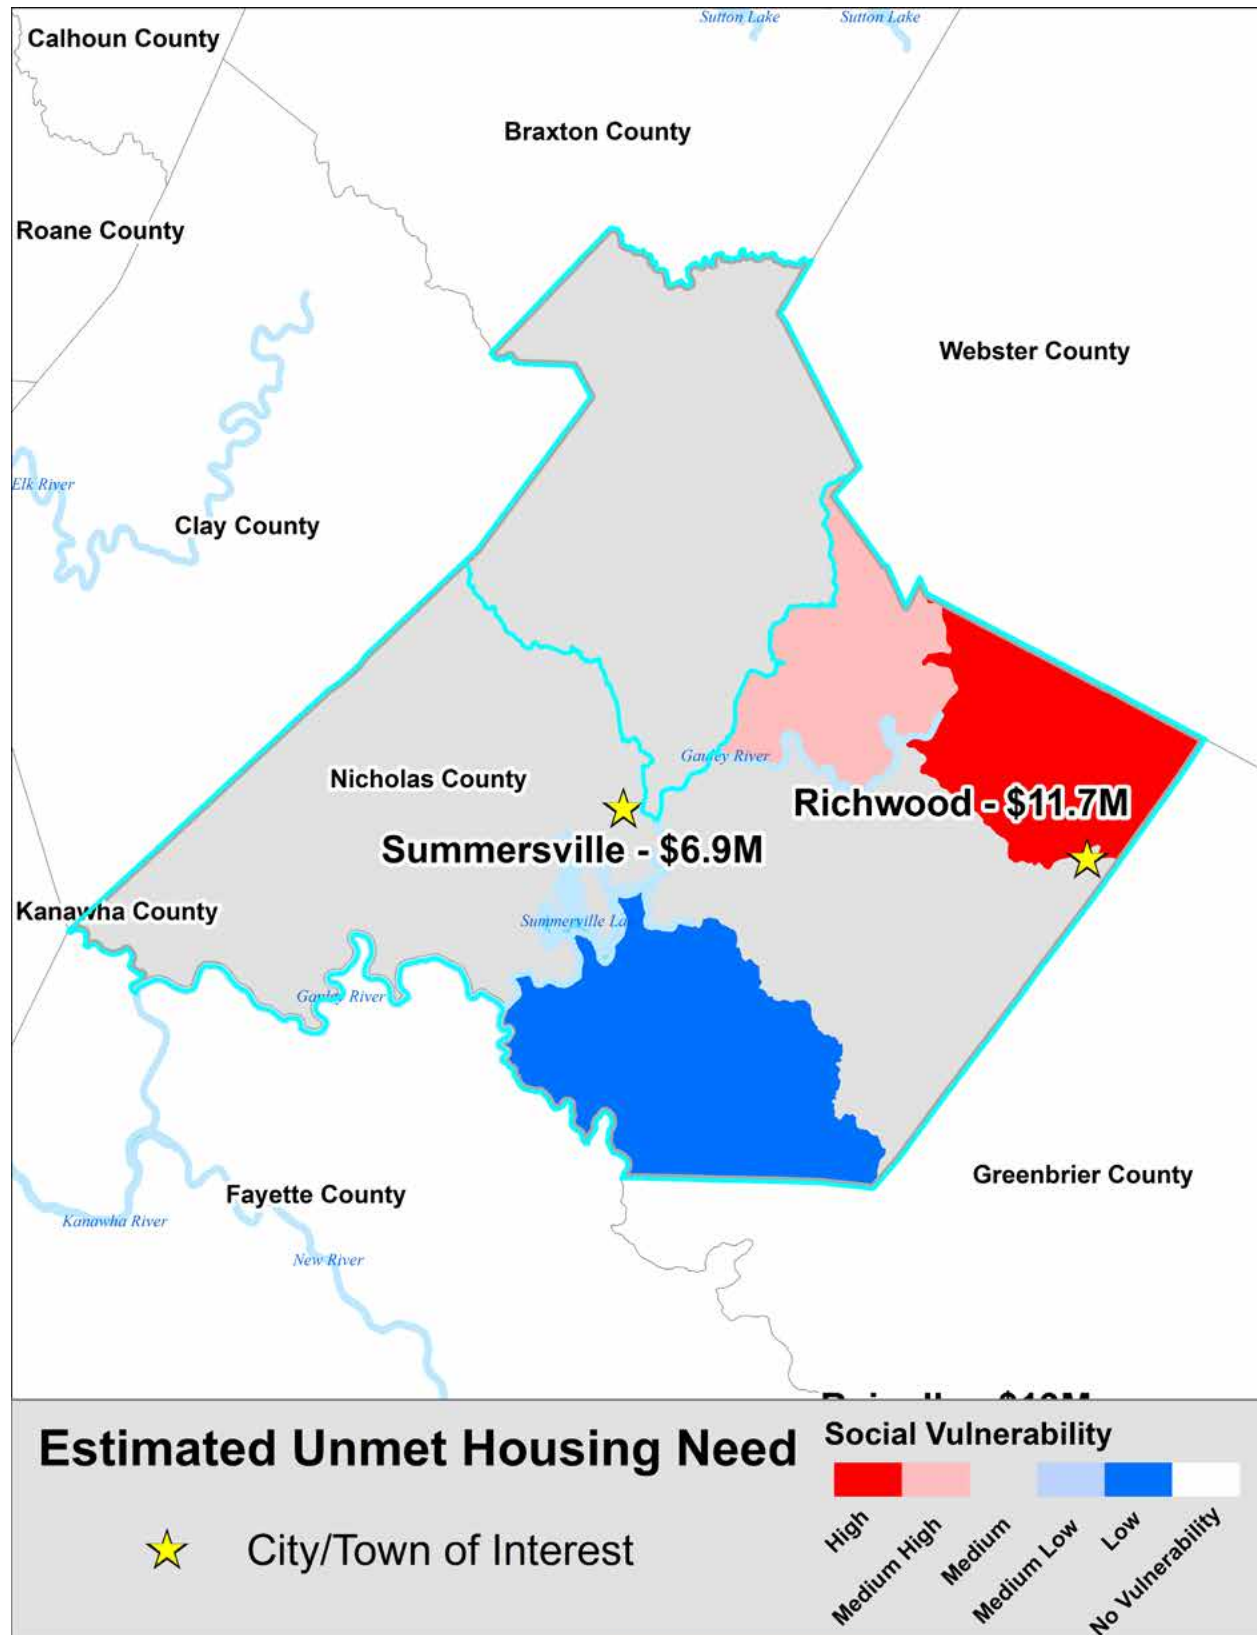 Sutton Lake
Sutton Lake
Calhoun County
Braxton County
Roane County
Webster County
Elk River
Clay County
Gauley River
Nicholas County
Richwood - $11.7M
Summersville - $6.9M
Kanawha County
Summerville La
Gauley River
Greenbrier County
Fayette County
Kanawha River
New River
Estimated Unmet Housing Need
City/Town of Interest
Social Vulnerability
High
Medium High
Medium
Medium Low
Low
No Vulnerability